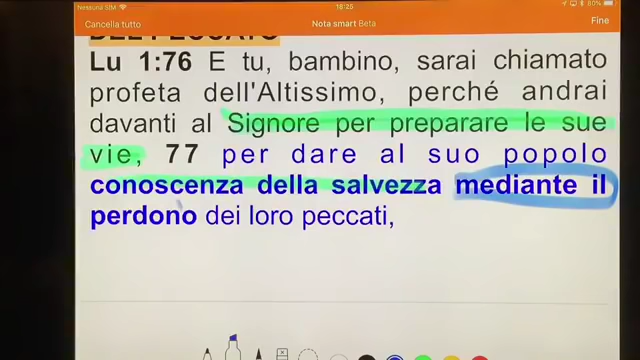 Nessuna SIM 18:25 80%
Cancella tutto Nota smart Beta Fine
Lu 1:76 E tu, bambino, sarai chiamato
profeta dell'Altissimo, perché andrai
davanti al Signore per preparare le sue
vie, 77 per dare al suo popolo
conoscenza della salvezza mediante il
perdono dei loro peccati,